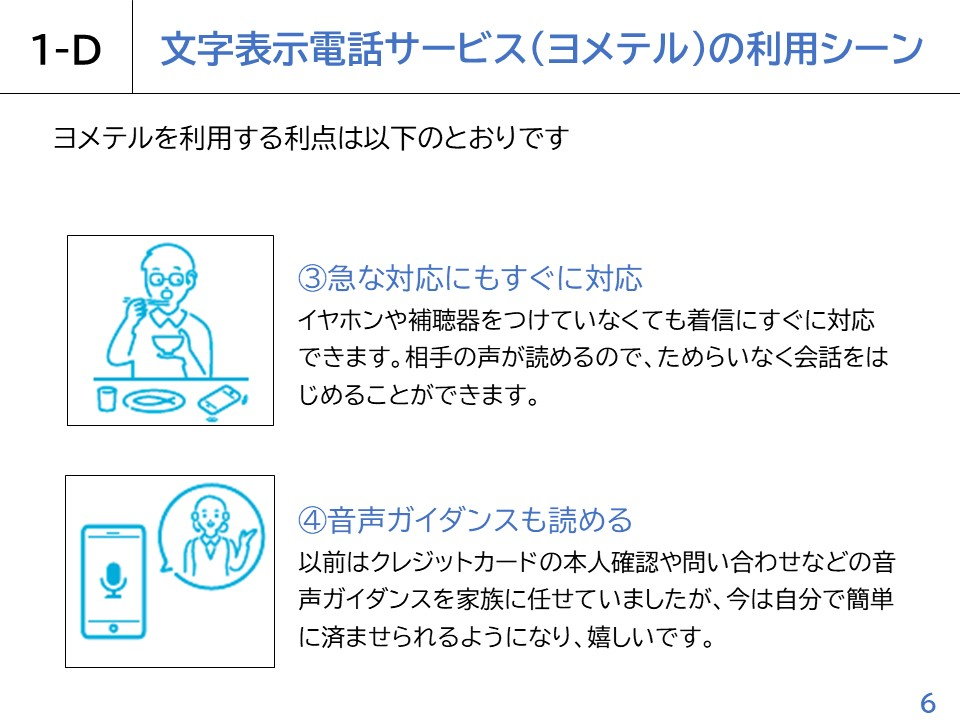 1-D
文字表示電話サービス(ヨメテル)の利用シーン
ヨメテルを利用する利点は以下のとおりです
③急な対応にもすぐに対応
イヤホンや補聴器をつけていなくても着信にすぐに対応
できます。相手の声が読めるので、ためらいなく会話をは
じめることができます。
④音声ガイダンスも読める
以前はクレジットカードの本人確認や問い合わせなどの音
声ガイダンスを家族に任せていましたが、今は自分で簡単
に済ませられるようになり、嬉しいです。
6